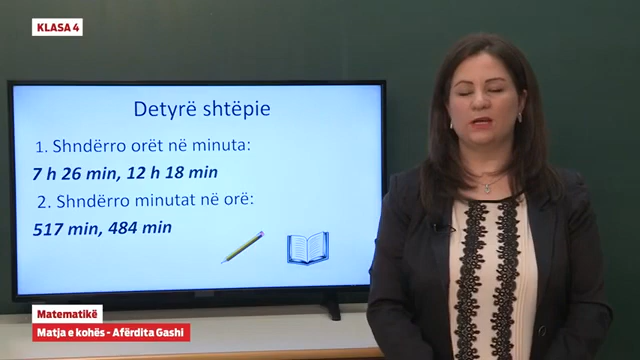 KLASA 4
Detyrë shtëpie
1. Shndërro orët në minuta:
7 h 26 min, 12 h 18 min
2. Shndërro minutat në orë:
517 min, 484 min
Matematikë
Matja e kohës - Afërdita Gashi